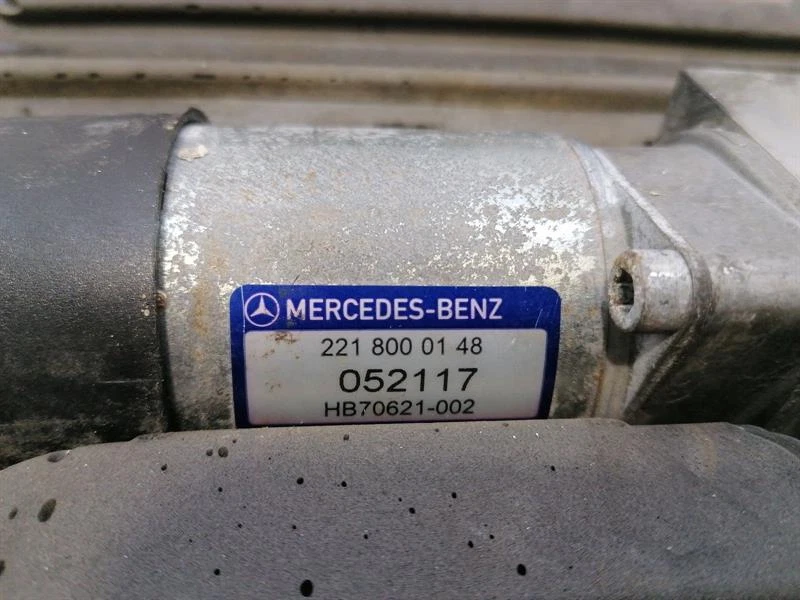 MERCEDES-BENZ
221 800 01 48
052117
HB70621-002